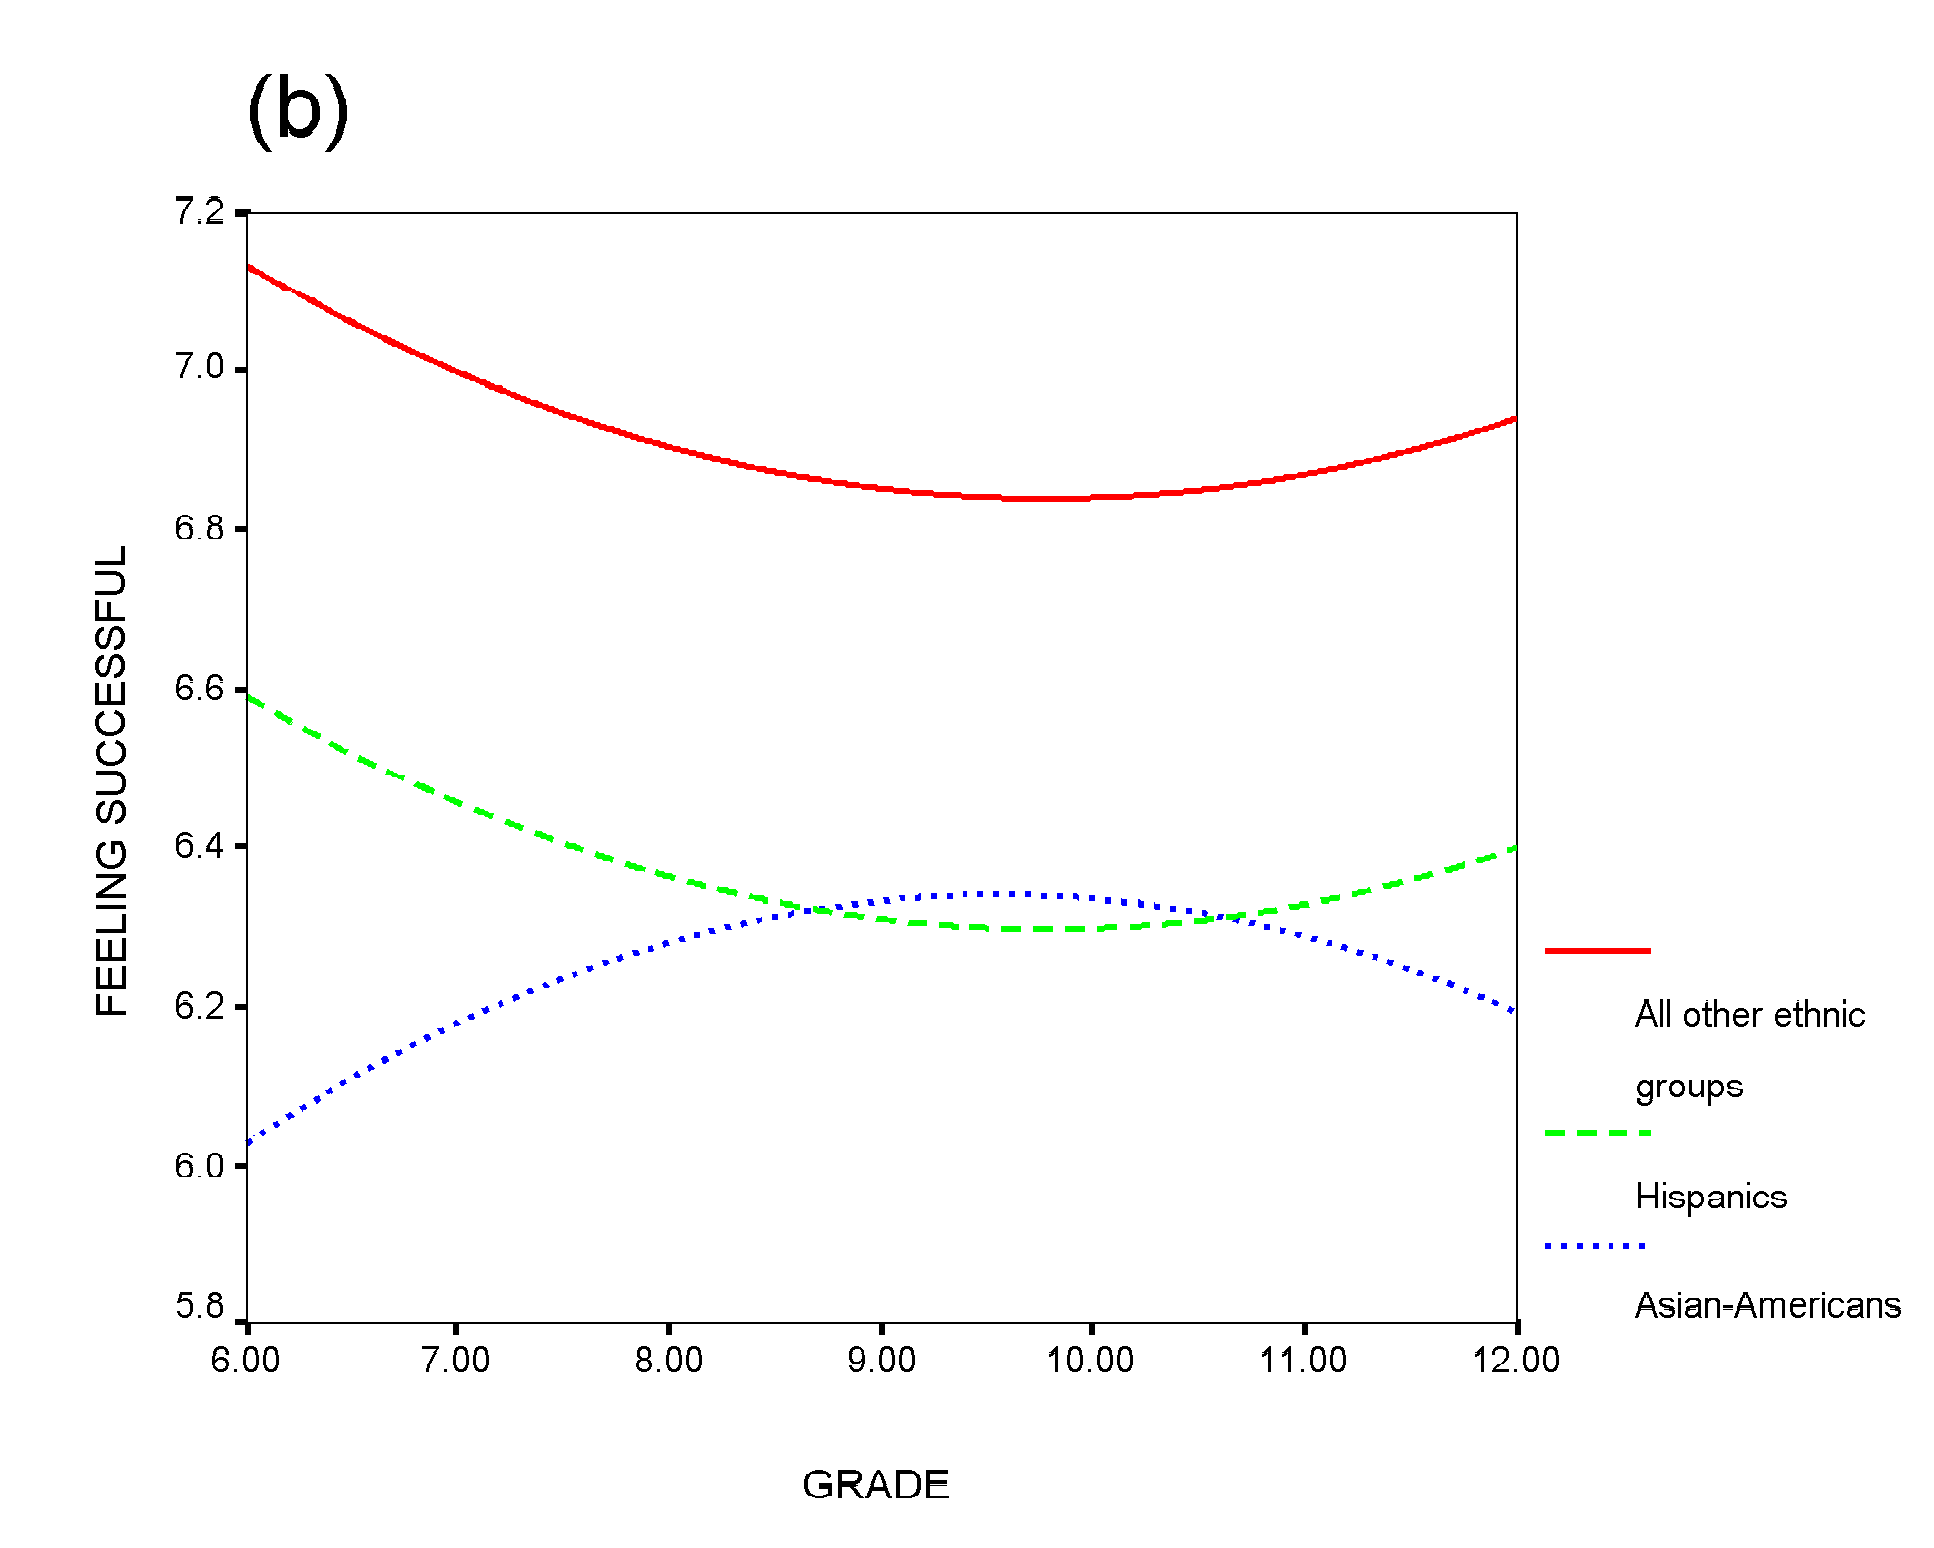 (b)
7.2
7.0
6.8
6.6
6.4
6.2
6.0
5.8
FEELING SUCCESSFUL
6.00 7.00 8.00 9.00 10.00 11.00 12.00
GRADE
All other ethnic
groups
Hispanics
Asian-Americans